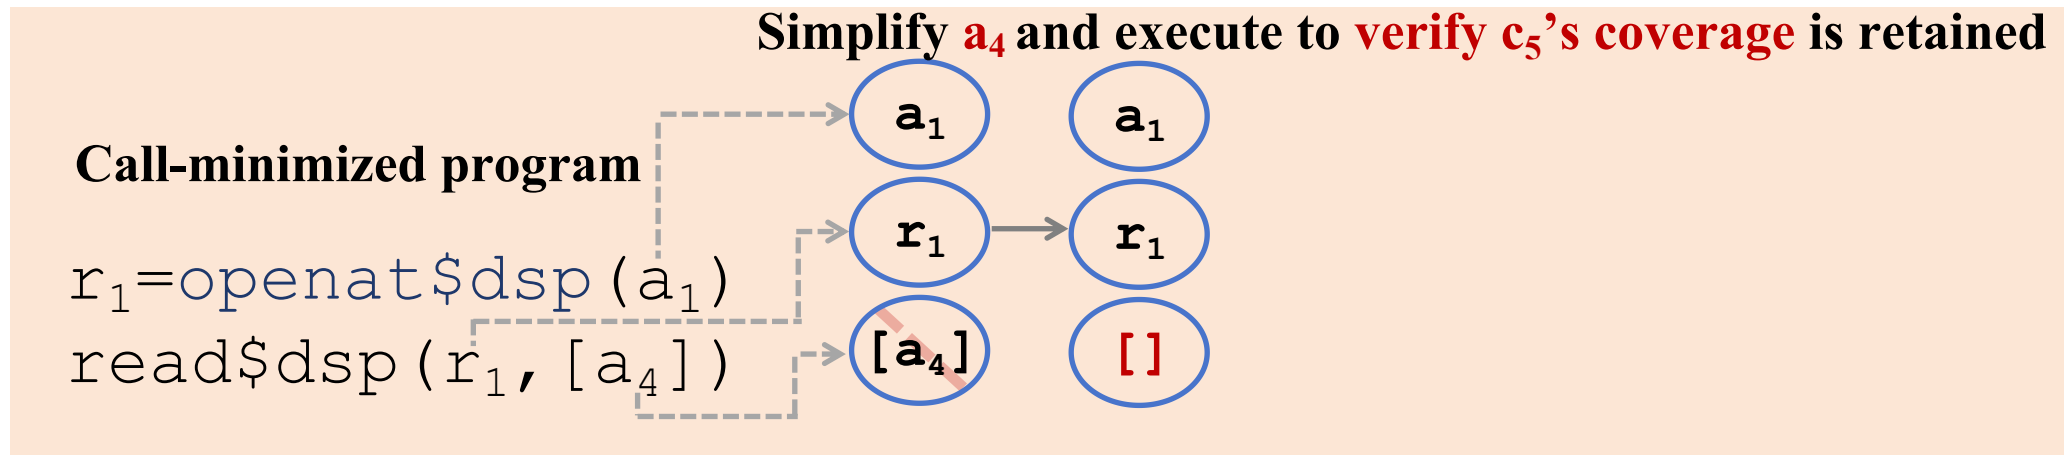 Simplify a₄ and execute to verify c₅’s coverage is retained
Call-minimized program
r₁=openat$dsp(a₁)
read$dsp(r₁,[a₄])
a₁
a₁
r₁
r₁
[a₄]
[]